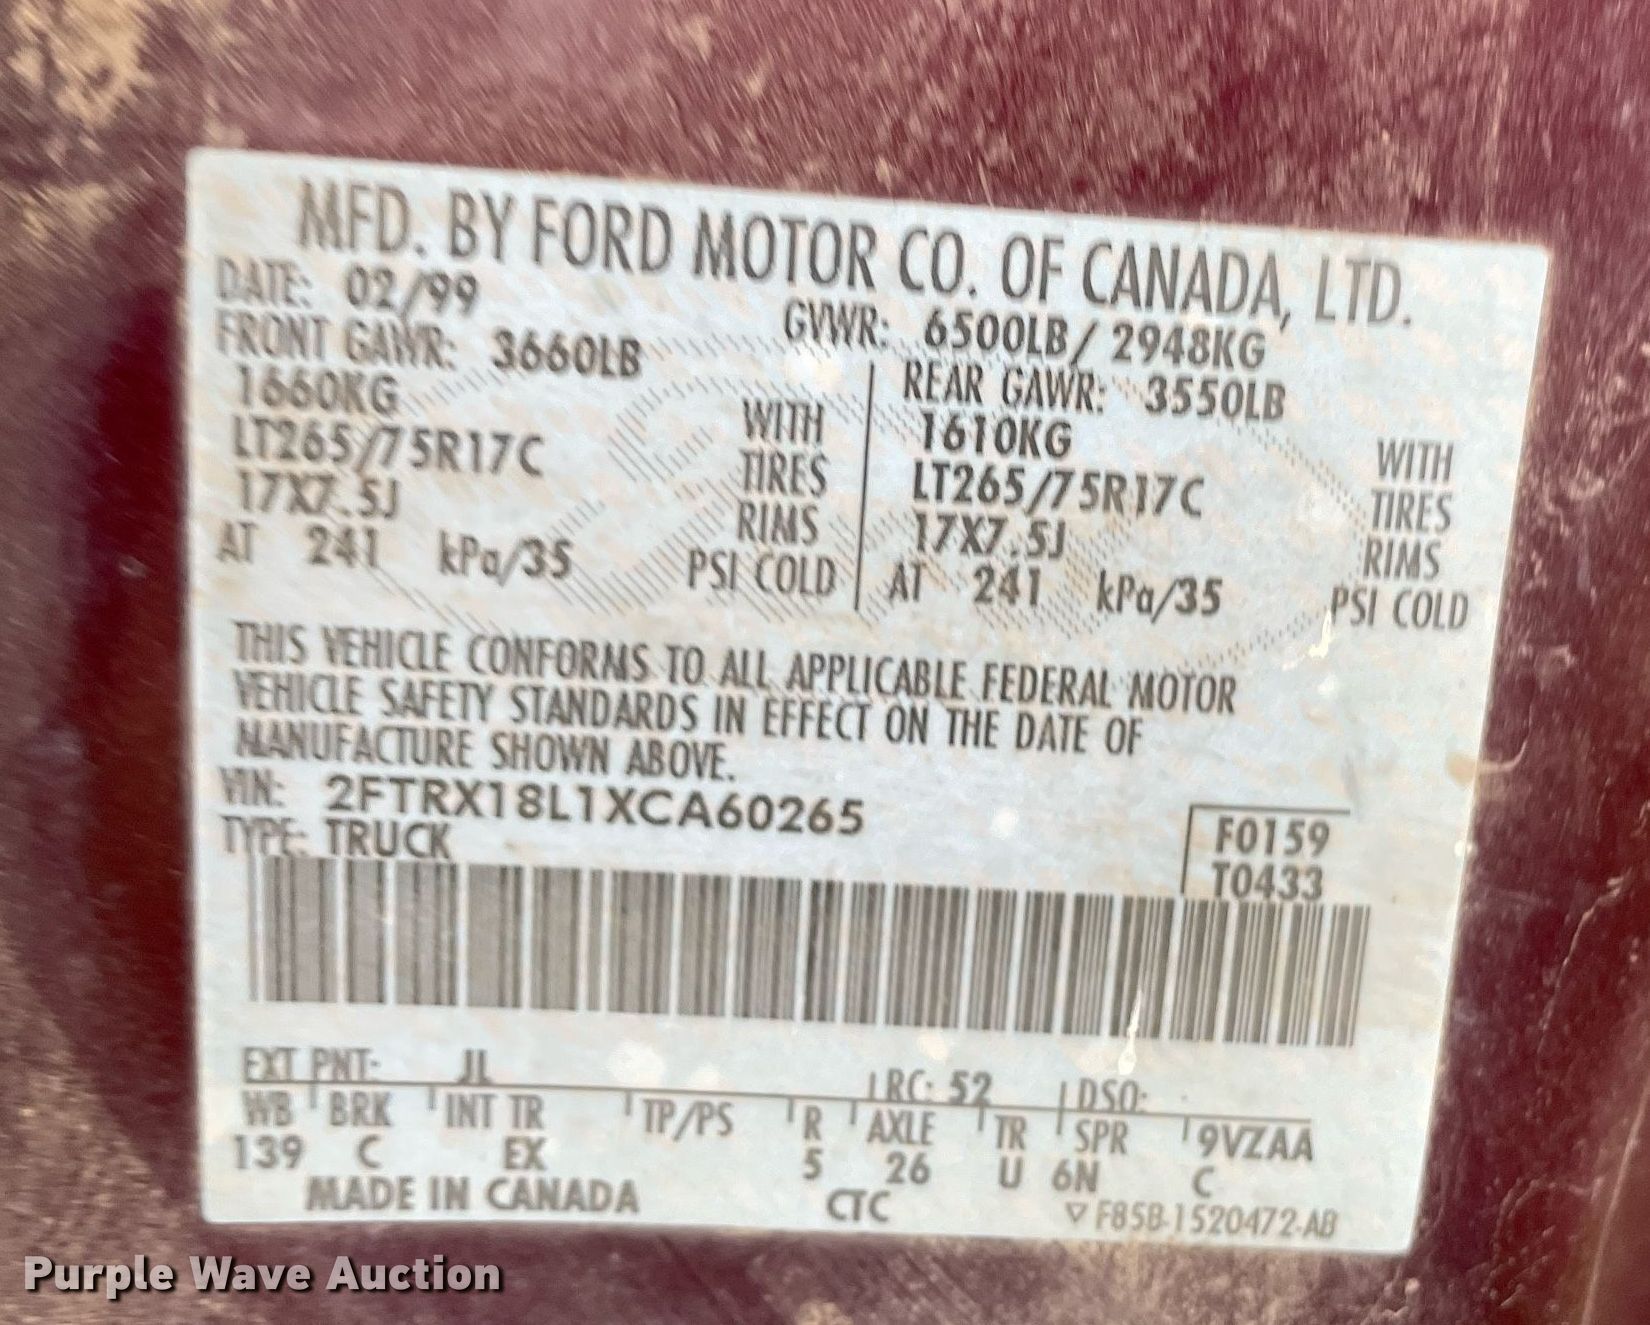 MFD. BY FORD MOTOR CO. OF CANADA, LTD.
DATE: 02/99
GVWR: 6500LB/ 2948KG
FRONT GAWR: 3660LB
1660KG WITH
LT265/75R17C TIRES
17X7.5J RIMS
AT 241 kPa/35 PSI COLD
REAR GAWR: 3550LB
1610KG WITH
LT265/75R17C TIRES
17X7.5J RIMS
AT 241 kPa/35 PSI COLD
THIS VEHICLE CONFORMS TO ALL APPLICABLE FEDERAL MOTOR
VEHICLE SAFETY STANDARDS IN EFFECT ON THE DATE OF
MANUFACTURE SHOWN ABOVE.
VIN: 2FTRX18L1XCA60265
TYPE: TRUCK
F0159
T0433
EXT PNT: JL RC: 52 DSO:
WB BRK INT TR TP/PS R AXLE TR SPR 9VZAA
139 C EX 5 26 U 6N C
MADE IN CANADA CTC ▽ F85B-1520472-AB
Purple Wave Auction